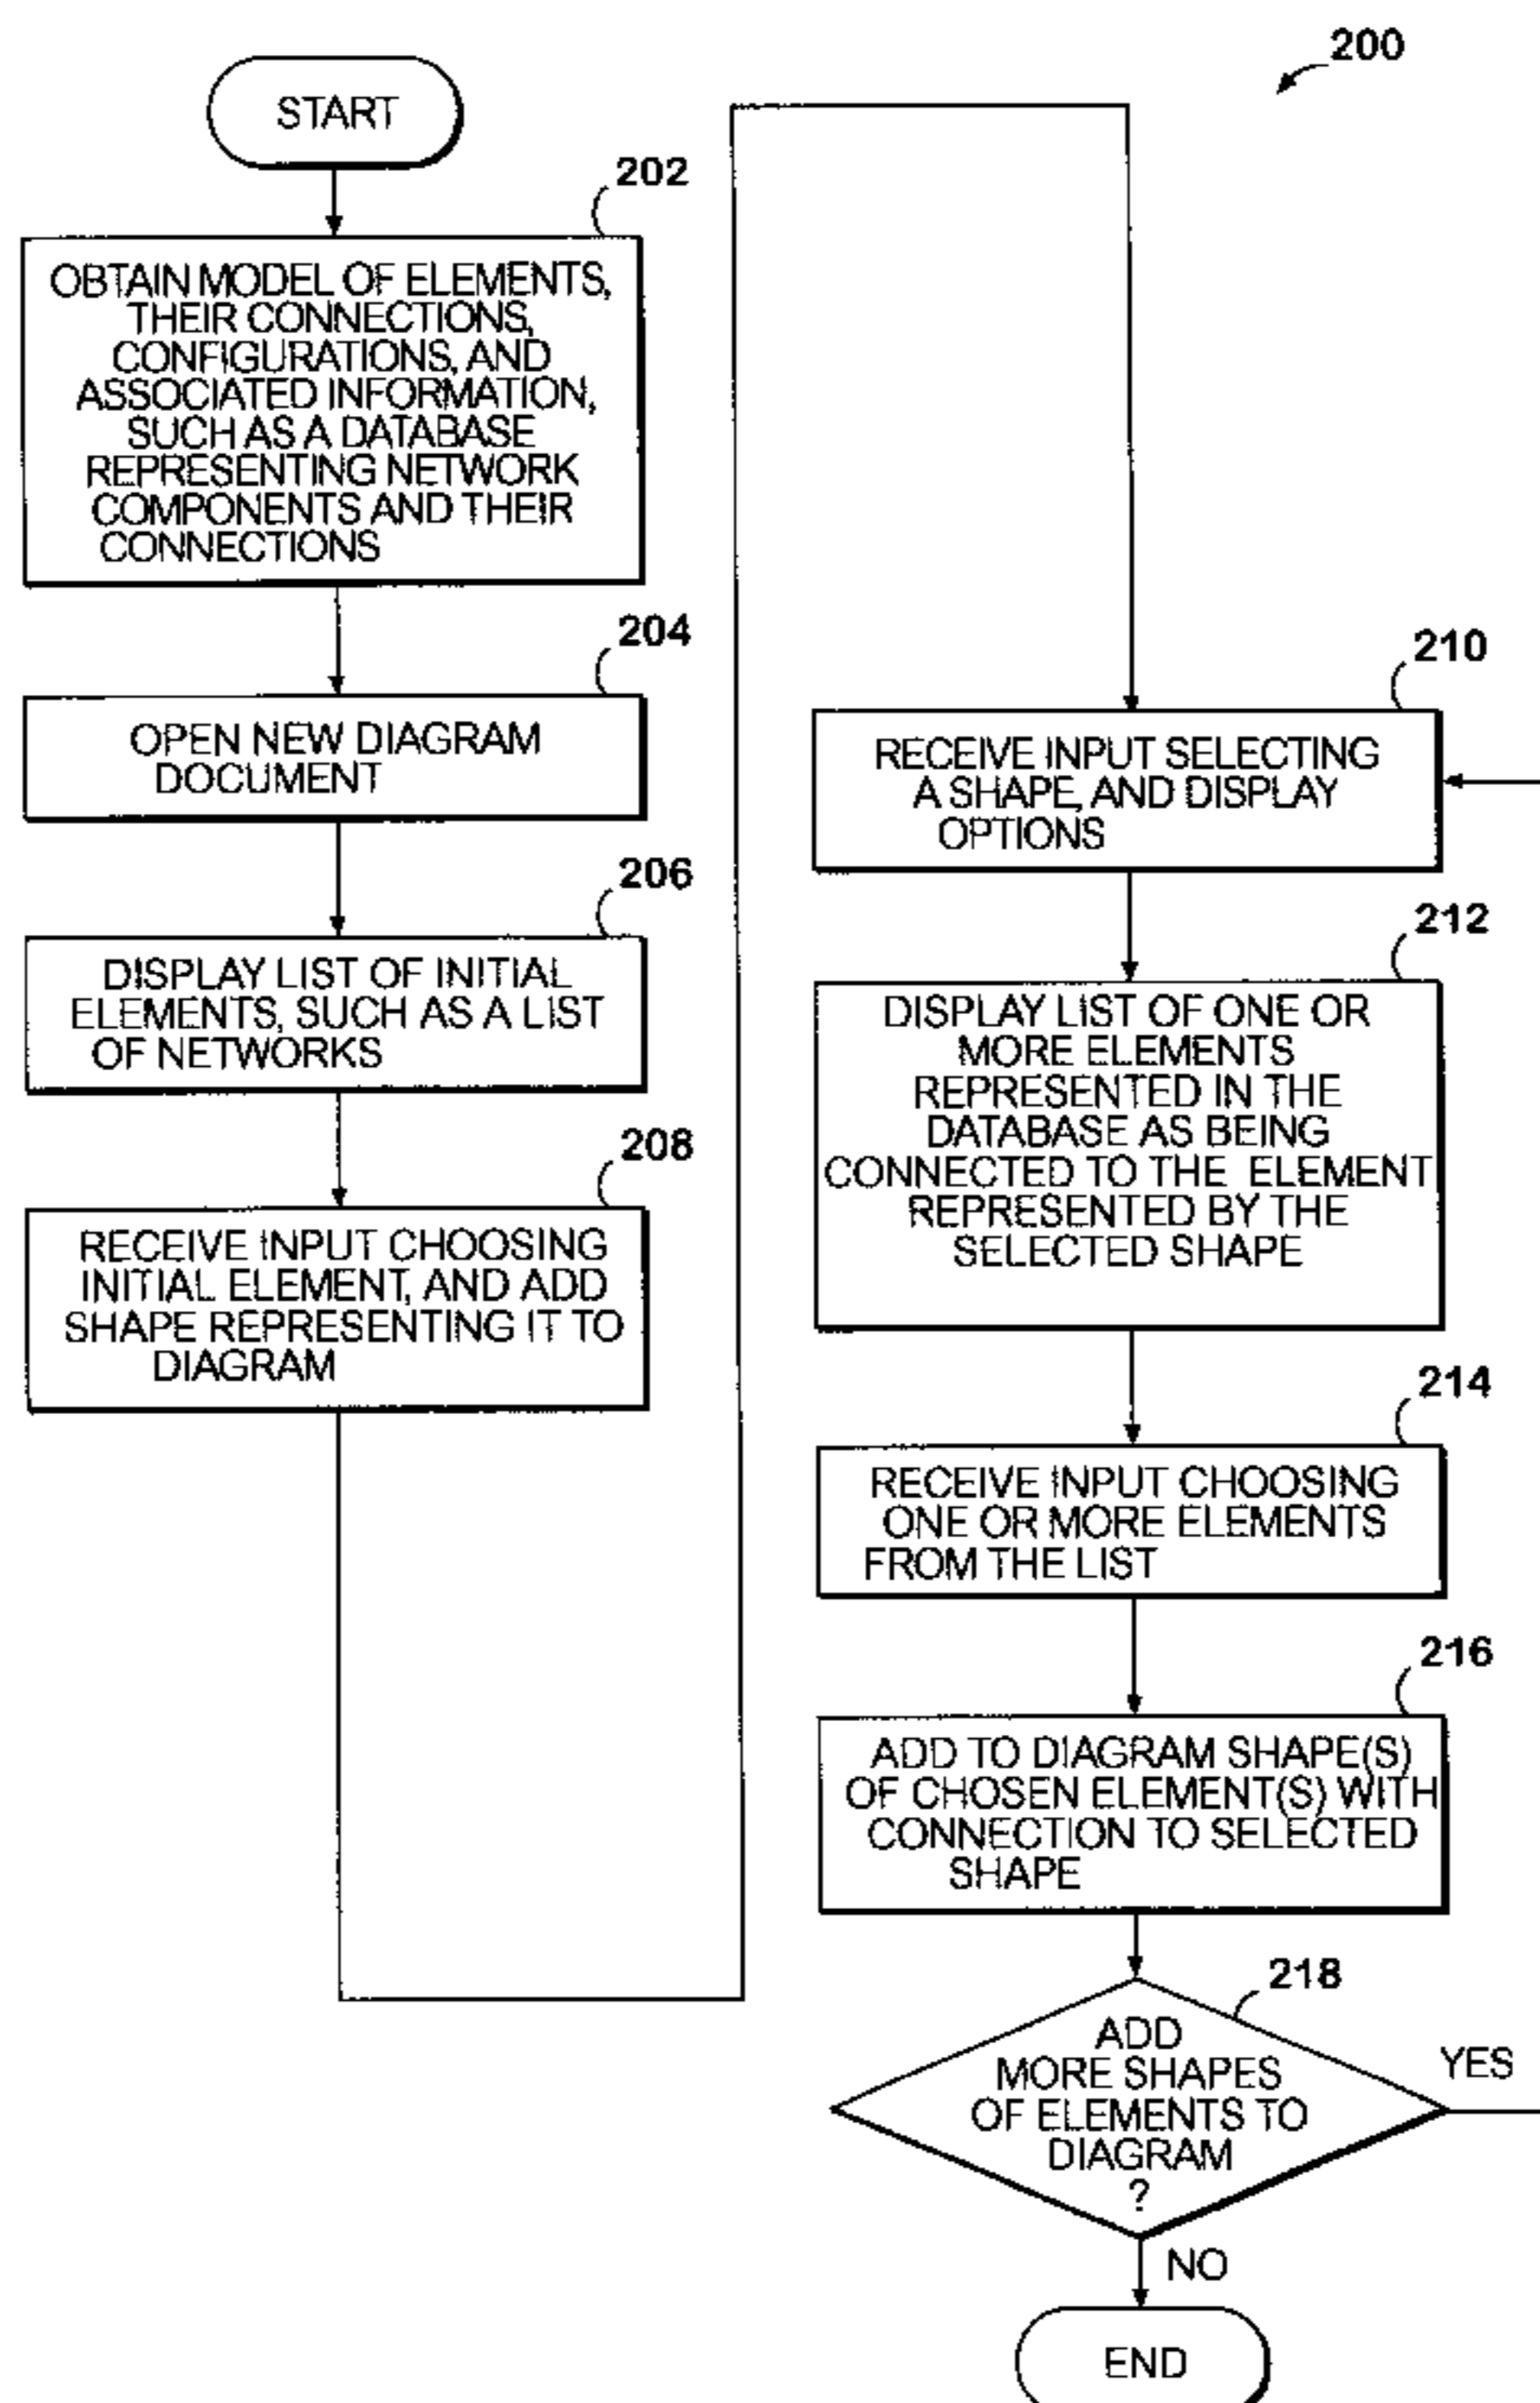 START
202
OBTAIN MODEL OF ELEMENTS,
THEIR CONNECTIONS,
CONFIGURATIONS, AND
ASSOCIATED INFORMATION,
SUCH AS A DATABASE
REPRESENTING NETWORK
COMPONENTS AND THEIR
CONNECTIONS
204
OPEN NEW DIAGRAM
DOCUMENT
206
DISPLAY LIST OF INITIAL
ELEMENTS, SUCH AS A LIST
OF NETWORKS
208
RECEIVE INPUT CHOOSING
INITIAL ELEMENT, AND ADD
SHAPE REPRESENTING IT TO
DIAGRAM
200
210
RECEIVE INPUT SELECTING
A SHAPE, AND DISPLAY
OPTIONS
212
DISPLAY LIST OF ONE OR
MORE ELEMENTS
REPRESENTED IN THE
DATABASE AS BEING
CONNECTED TO THE ELEMENT
REPRESENTED BY THE
SELECTED SHAPE
214
RECEIVE INPUT CHOOSING
ONE OR MORE ELEMENTS
FROM THE LIST
216
ADD TO DIAGRAM SHAPE(S)
OF CHOSEN ELEMENT(S) WITH
CONNECTION TO SELECTED
SHAPE
218
ADD
MORE SHAPES
OF ELEMENTS TO
DIAGRAM
?
YES
NO
END